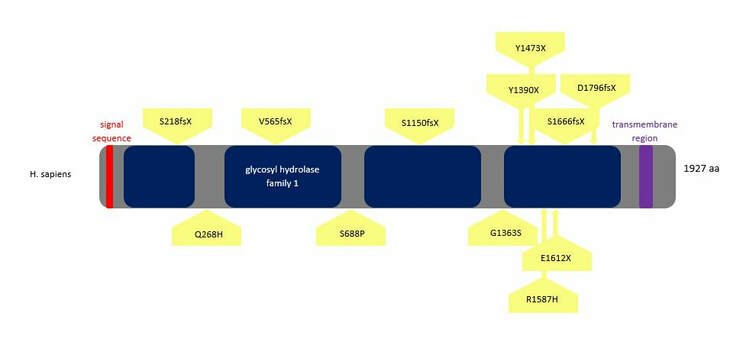 Y1473X
Y1390X
D1796fsX
S218fsX
V565fsX
S1150fsX
S1666fsX
signal
sequence
transmembrane
region
H. sapiens
glycosyl hydrolase
family 1
1927 aa
Q268H
S688P
G1363S
E1612X
R1587H